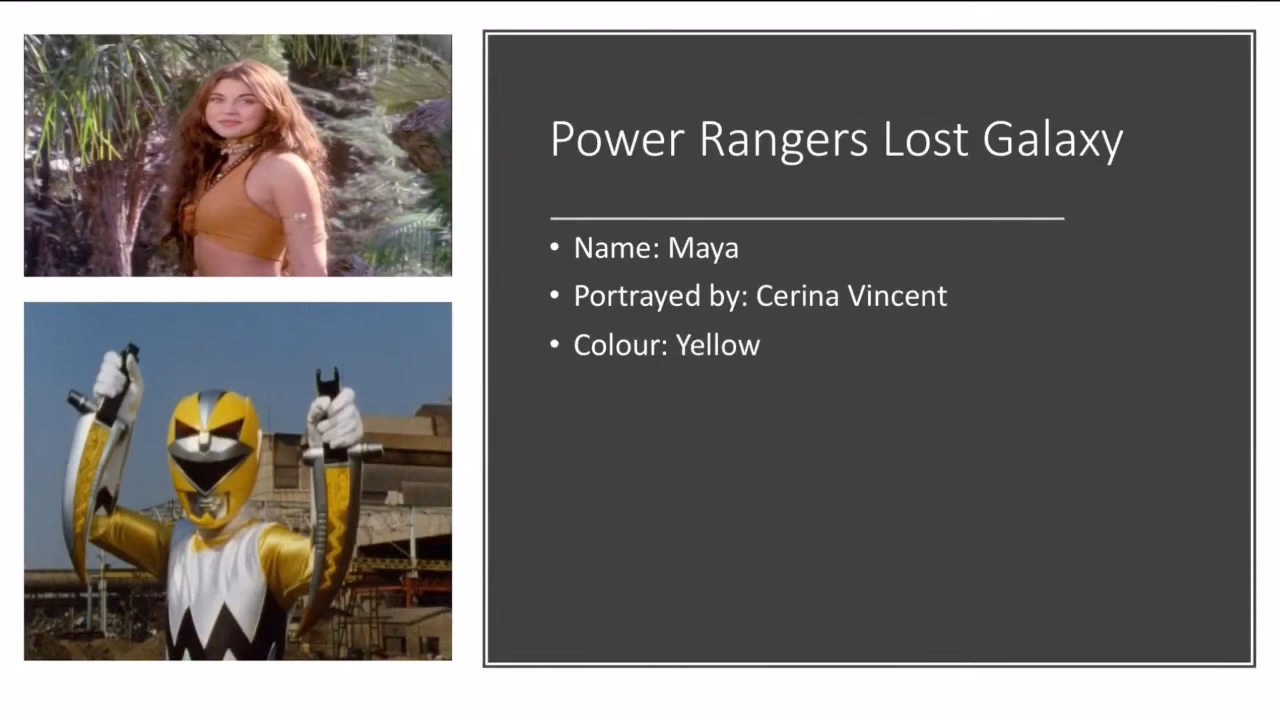 Power Rangers Lost Galaxy
• Name: Maya
• Portrayed by: Cerina Vincent
• Colour: Yellow